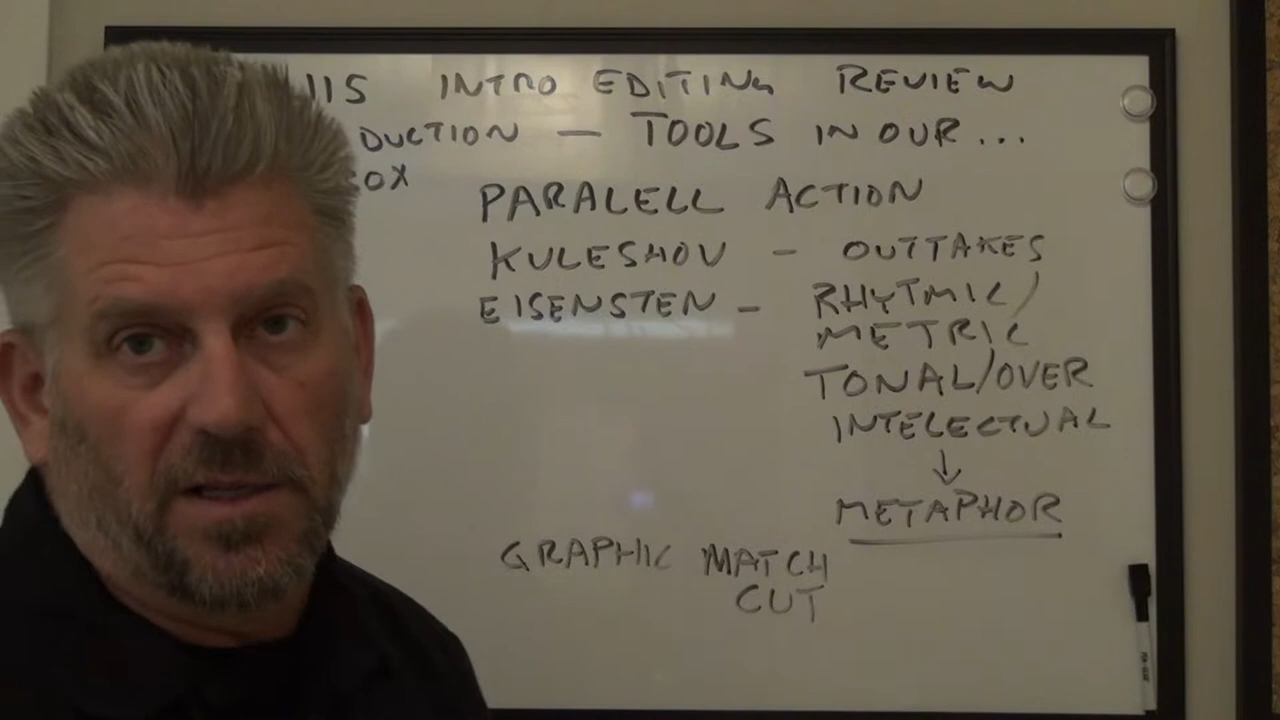 115 INTRO EDITING REVIEW
DUCTION — TOOLS IN OUR...
OX
PARALELL ACTION
KULESHOV - OUTTAKES
EISENSTEN - RHYTMIC/
METRIC
TONAL/OVER
INTELECTUAL
↓
METAPHOR
GRAPHIC MATCH
CUT